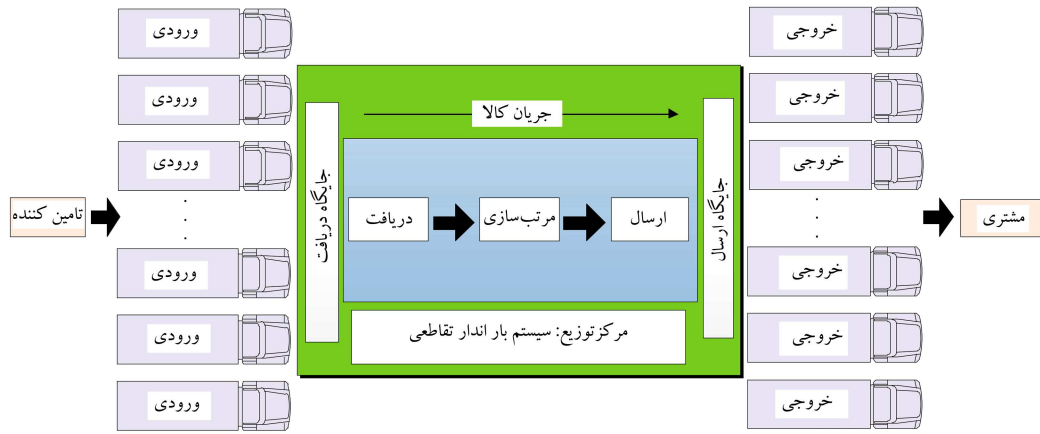 ورودی
ورودی
ورودی
ورودی
ورودی
ورودی
تامین کننده
جایگاه دریافت
جریان کالا
دریافت
مرتب‌سازی
ارسال
مرکزتوزیع: سیستم بار اندار تقاطعی
جایگاه ارسال
خروجی
خروجی
خروجی
خروجی
خروجی
خروجی
مشتری